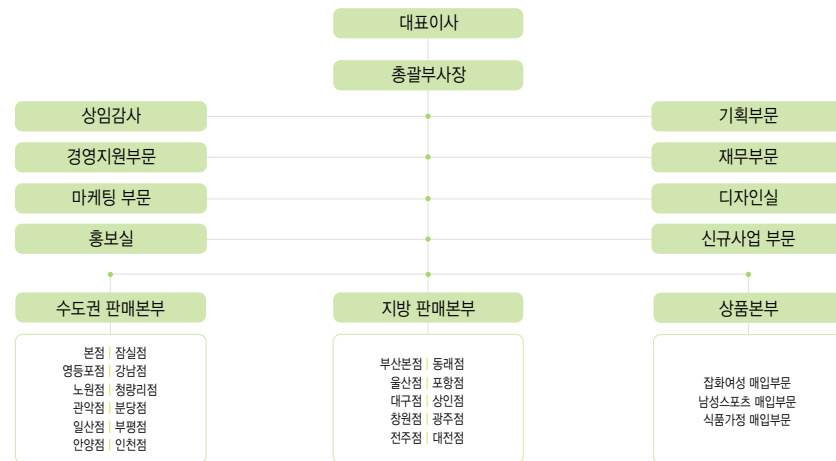 대표이사
총괄부사장
상임감사
기획부문
경영지원부문
재무부문
마케팅 부문
디자인실
홍보실
신규사업 부문
수도권 판매본부
지방 판매본부
상품본부
본점 | 잠실점
영등포점 | 강남점
노원점 | 청량리점
관악점 | 분당점
일산점 | 부평점
안양점 | 인천점
부산본점 | 동래점
울산점 | 포항점
대구점 | 상인점
창원점 | 광주점
전주점 | 대전점
잡화여성 매입부문
남성스포츠 매입부문
식품가정 매입부문